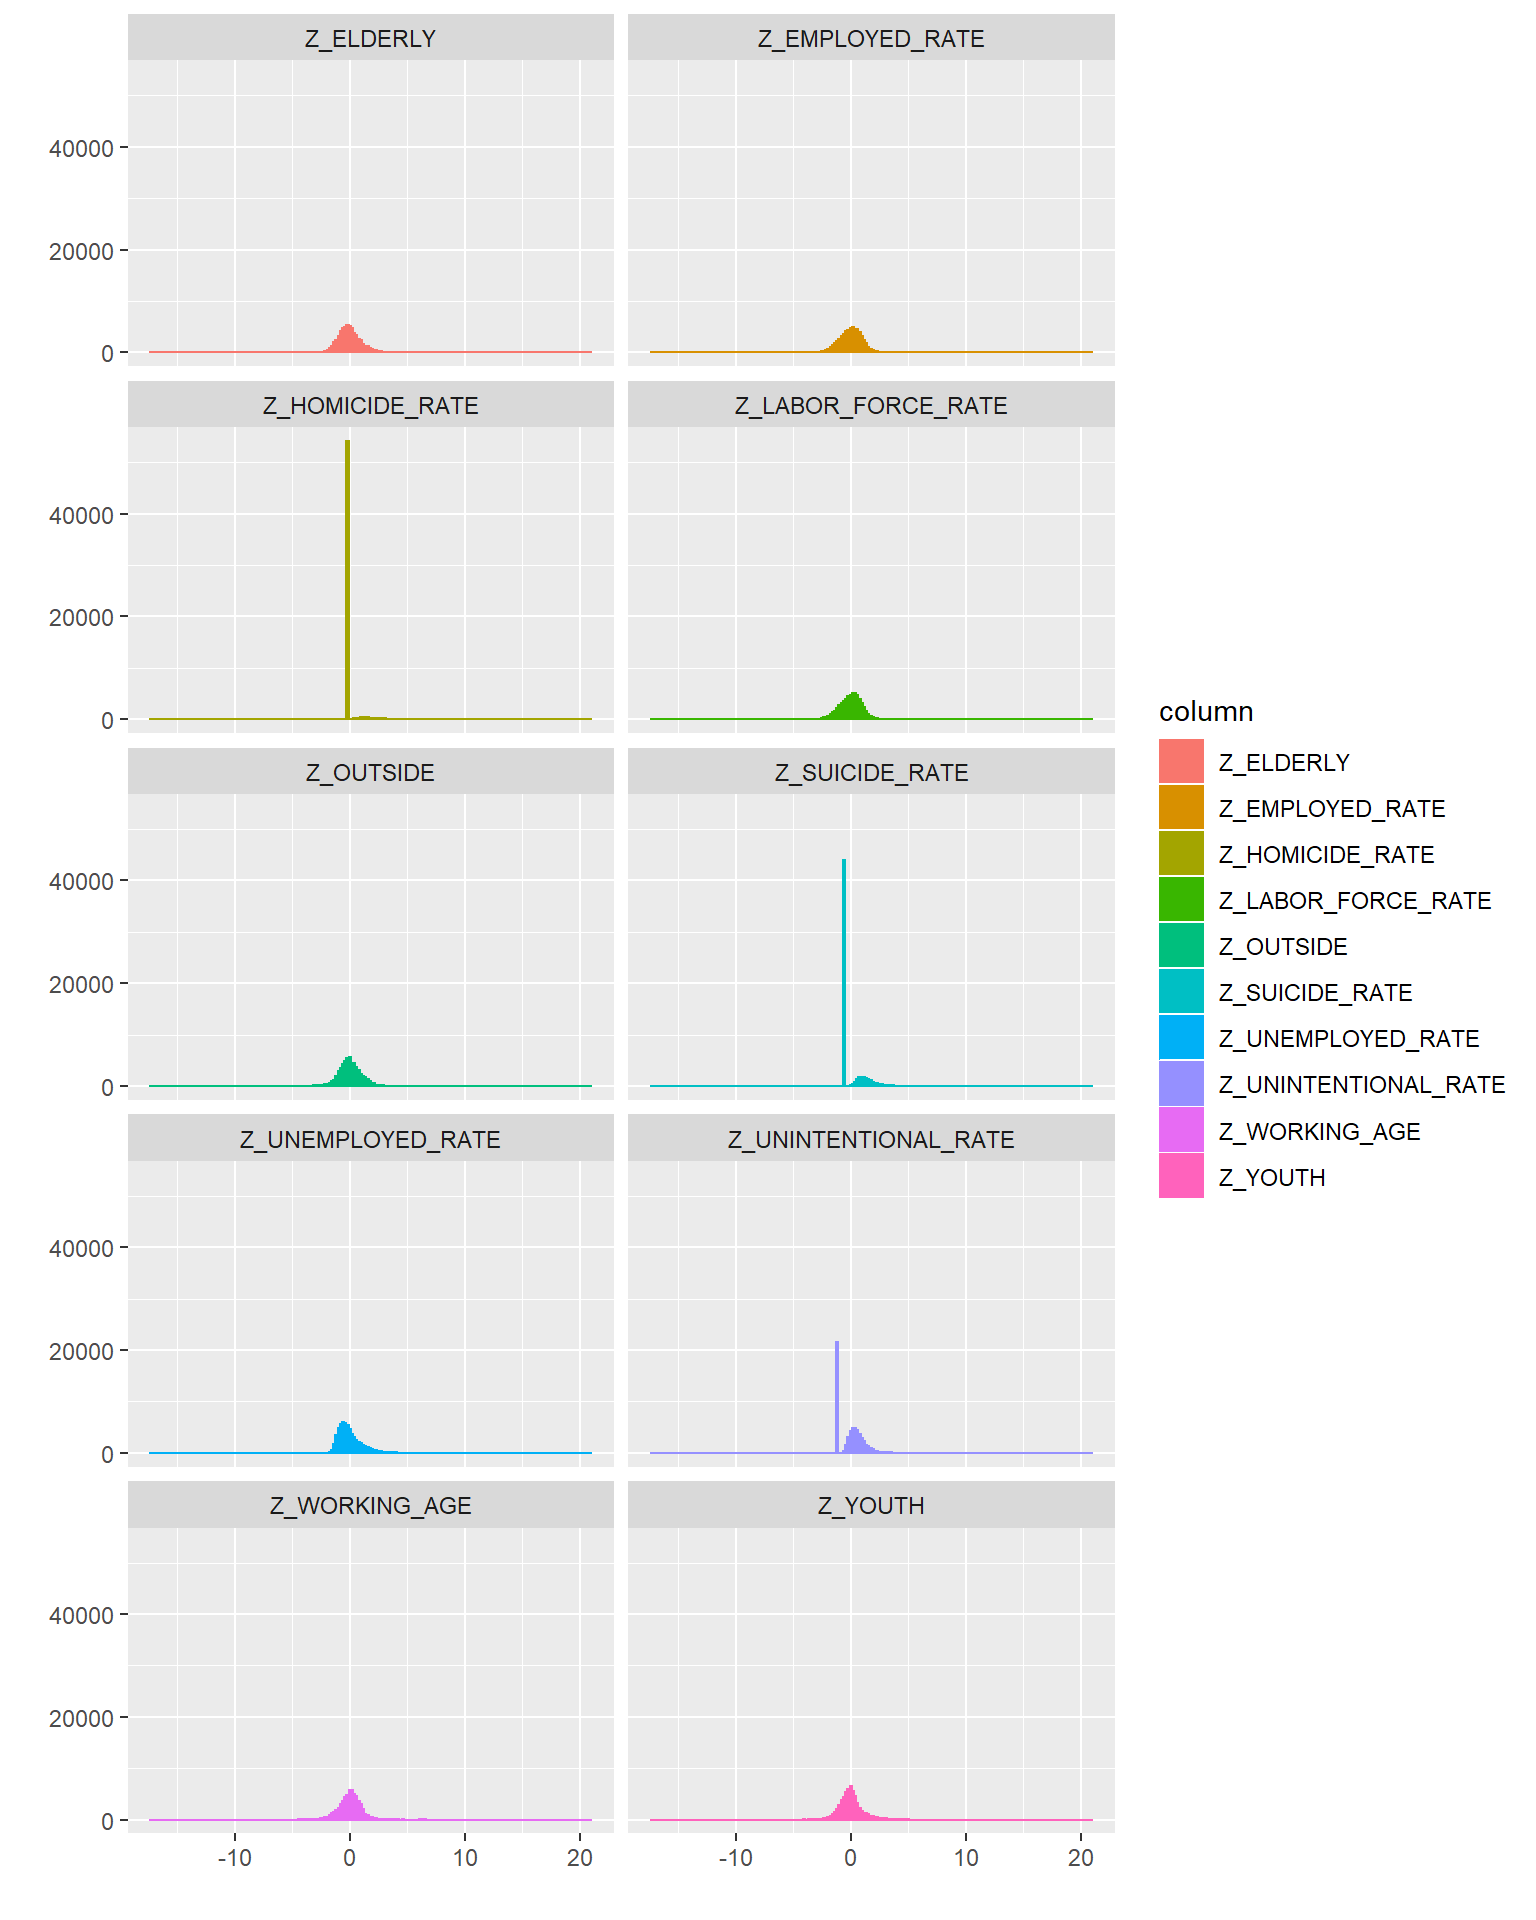 Z_ELDERLY
Z_EMPLOYED_RATE
40000
20000
0
Z_HOMICIDE_RATE
Z_LABOR_FORCE_RATE
40000
20000
0
Z_OUTSIDE
Z_SUICIDE_RATE
40000
20000
0
Z_UNEMPLOYED_RATE
Z_UNINTENTIONAL_RATE
40000
20000
0
Z_WORKING_AGE
Z_YOUTH
40000
20000
0
-10 0 10 20
-10 0 10 20
column
Z_ELDERLY
Z_EMPLOYED_RATE
Z_HOMICIDE_RATE
Z_LABOR_FORCE_RATE
Z_OUTSIDE
Z_SUICIDE_RATE
Z_UNEMPLOYED_RATE
Z_UNINTENTIONAL_RATE
Z_WORKING_AGE
Z_YOUTH